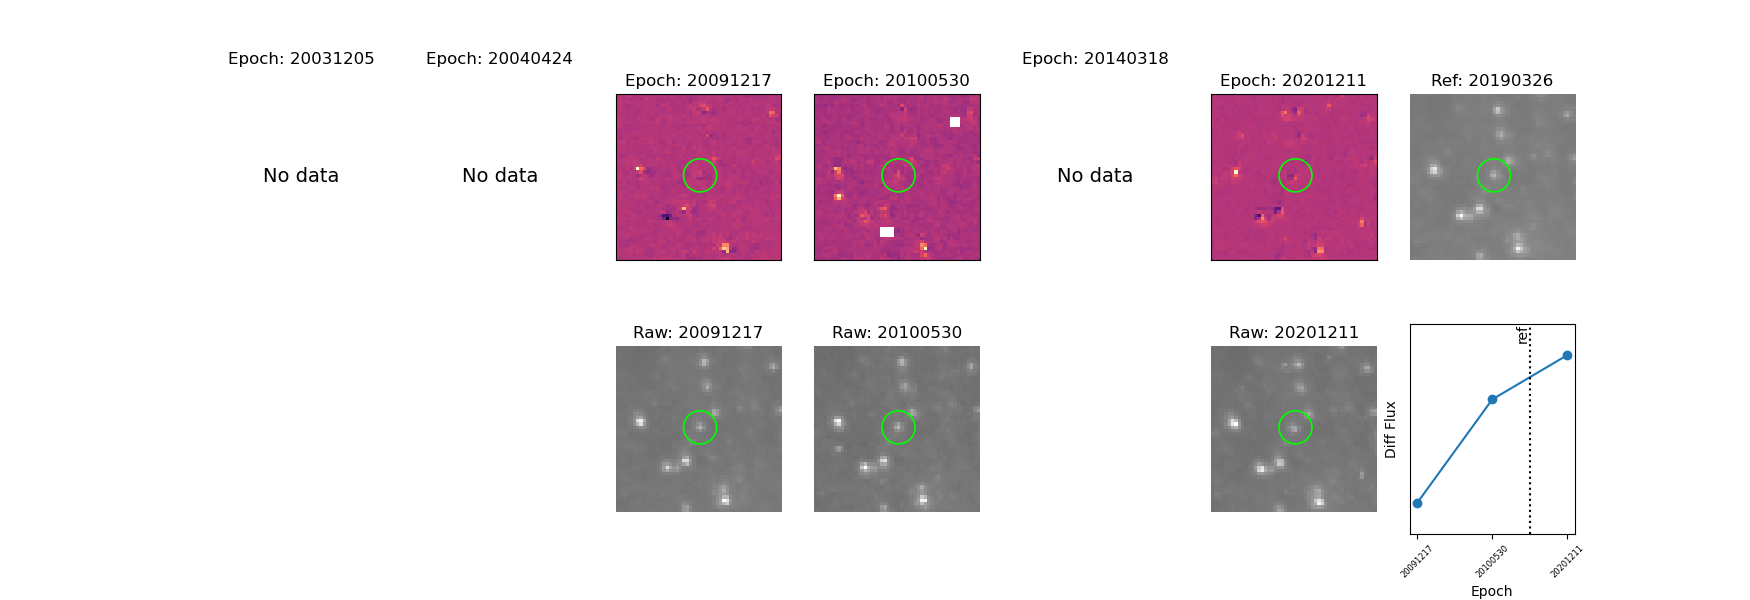 Epoch: 20031205
Epoch: 20040424
Epoch: 20091217
Epoch: 20100530
Epoch: 20140318
Epoch: 20201211
Ref: 20190326
No data
No data
No data
Raw: 20091217
Raw: 20100530
Raw: 20201211
ref
Diff Flux
20091217
20100530
20201211
Epoch